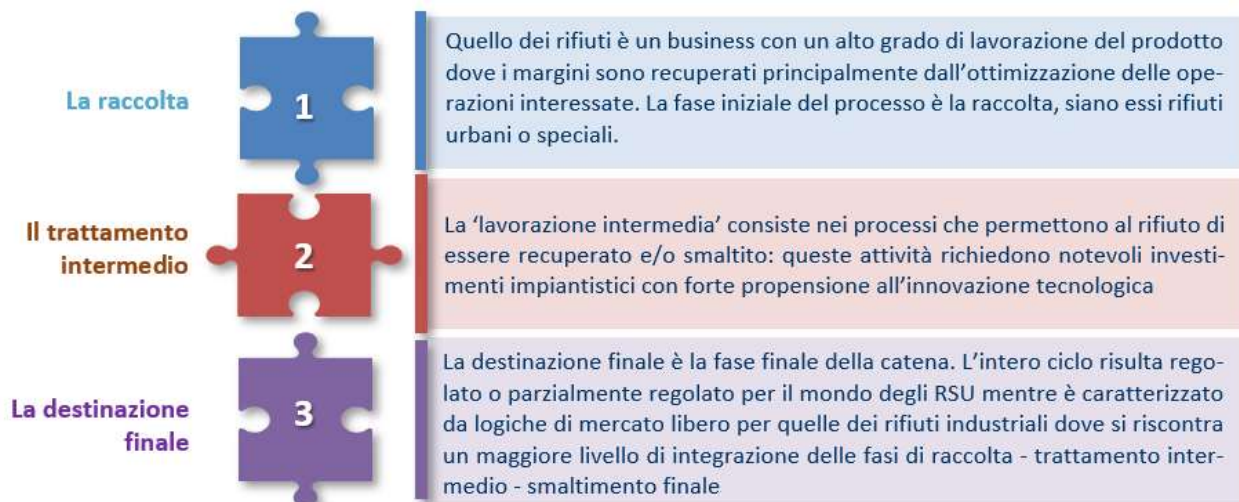 La raccolta
1
Quello dei rifiuti è un business con un alto grado di lavorazione del prodotto
dove i margini sono recuperati principalmente dall’ottimizzazione delle ope-
razioni interessate. La fase iniziale del processo è la raccolta, siano essi rifiuti
urbani o speciali.
Il trattamento
intermedio
2
La ‘lavorazione intermedia’ consiste nei processi che permettono al rifiuto di
essere recuperato e/o smaltito: queste attività richiedono notevoli investi-
menti impiantistici con forte propensione all’innovazione tecnologica
La destinazione
finale
3
La destinazione finale è la fase finale della catena. L’intero ciclo risulta rego-
lato o parzialmente regolato per il mondo degli RSU mentre è caratterizzato
da logiche di mercato libero per quelle dei rifiuti industriali dove si riscontra
un maggiore livello di integrazione delle fasi di raccolta - trattamento inter-
medio - smaltimento finale